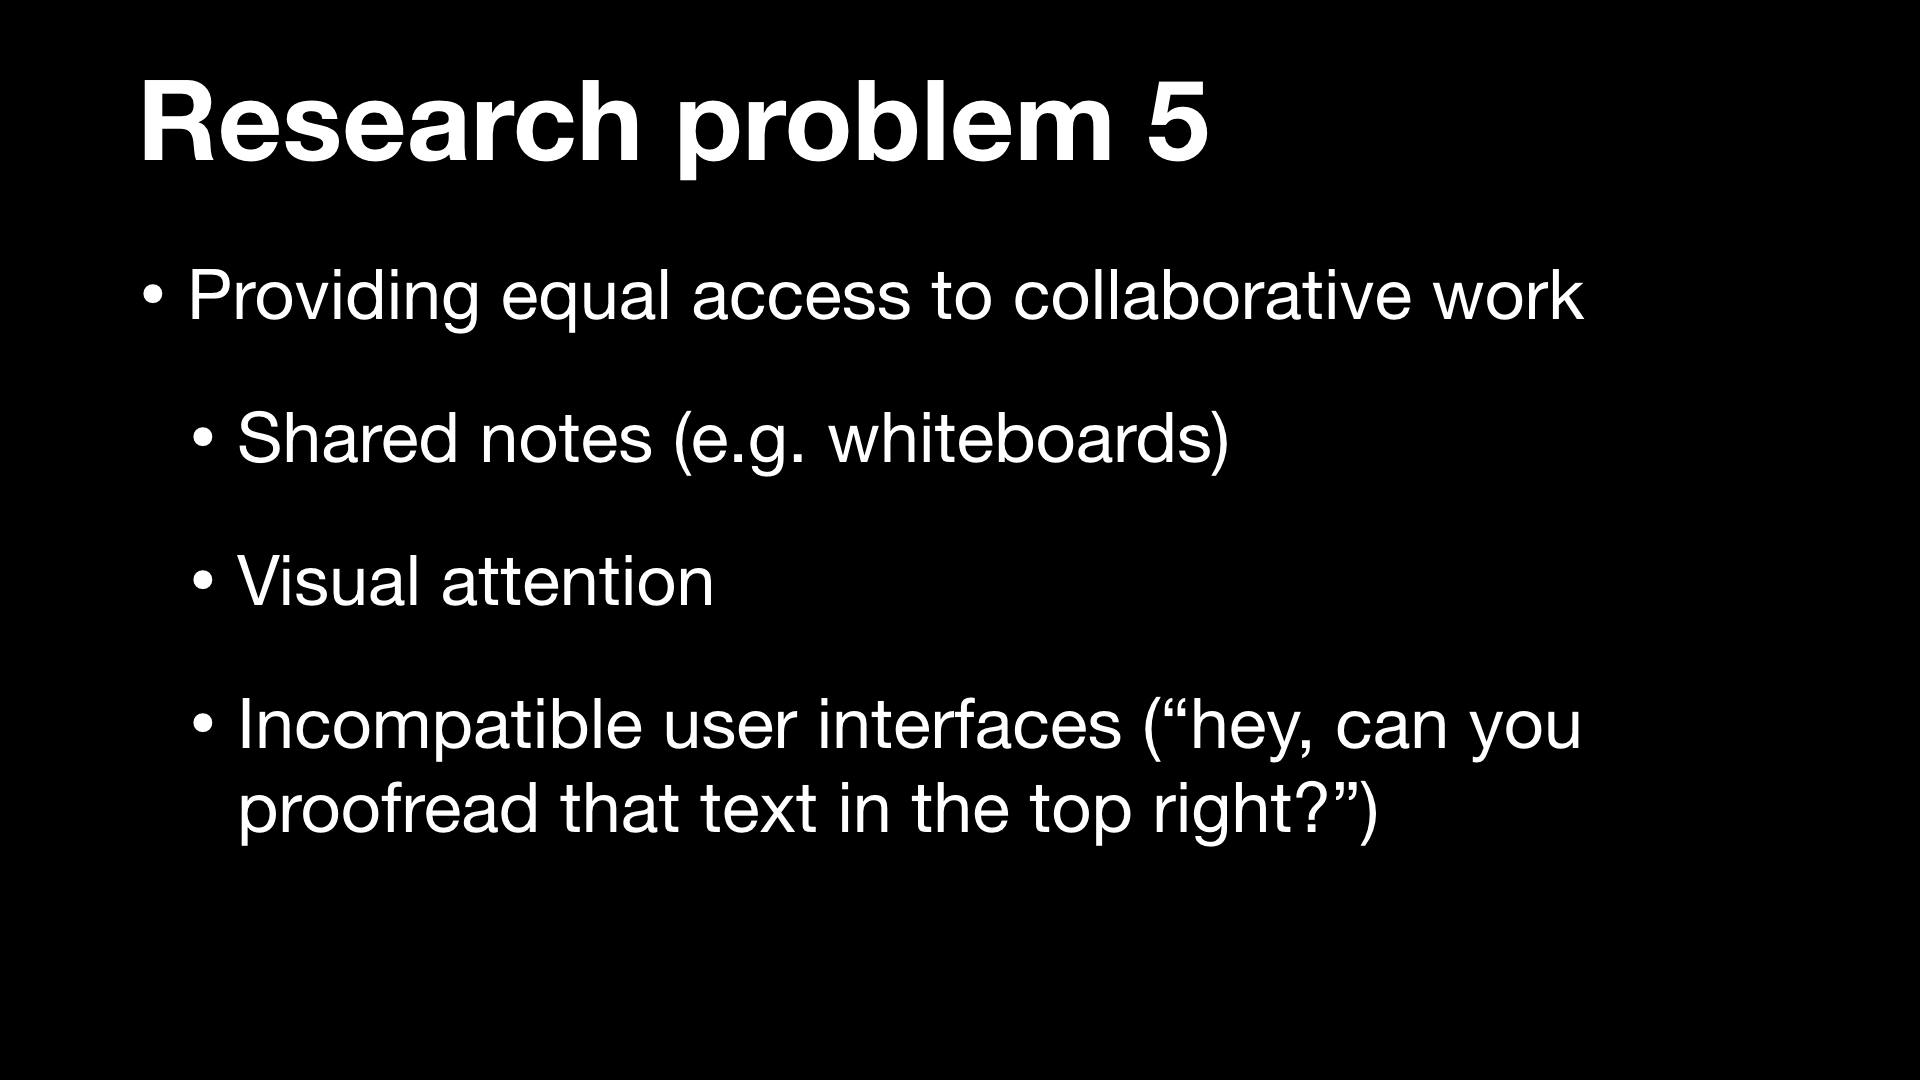 Research problem 5
• Providing equal access to collaborative work
• Shared notes (e.g. whiteboards)
• Visual attention
• Incompatible user interfaces (“hey, can you
proofread that text in the top right?”)